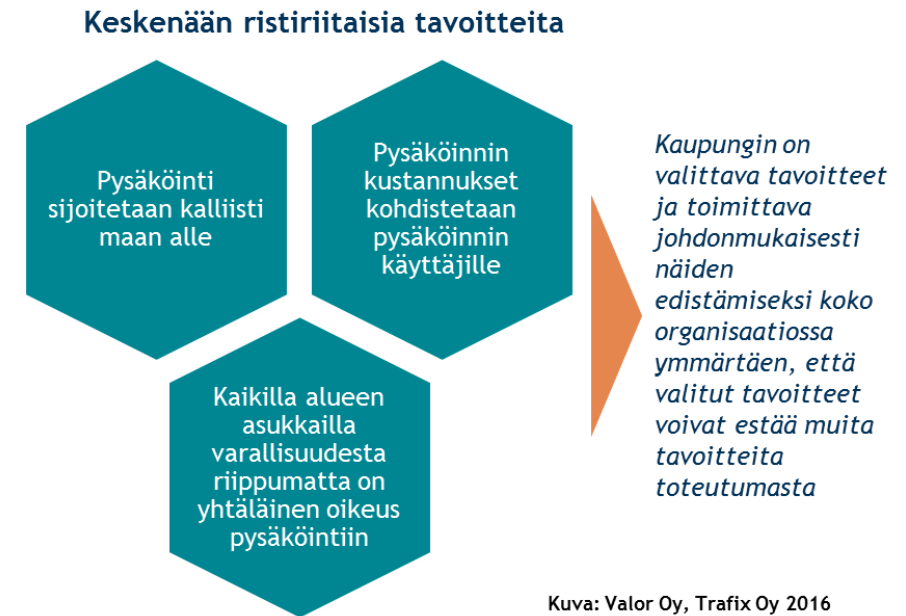 Keskenään ristiriitaisia tavoitteita
Pysäköinti
sijoitetaan kalliisti
maan alle
Pysäköinnin
kustannukset
kohdistetaan
pysäköinnin
käyttäjille
Kaikilla alueen
asukkailla
varallisuudesta
riippumatta on
yhtäläinen oikeus
pysäköintiin
Kaupungin on
valittava tavoitteet
ja toimittava
johdonmukaisesti
näiden
edistämiseksi koko
organisaatiossa
ymmärtäen, että
valitut tavoitteet
voivat estää muita
tavoitteita
toteutumasta
Kuva: Valor Oy, Trafix Oy 2016